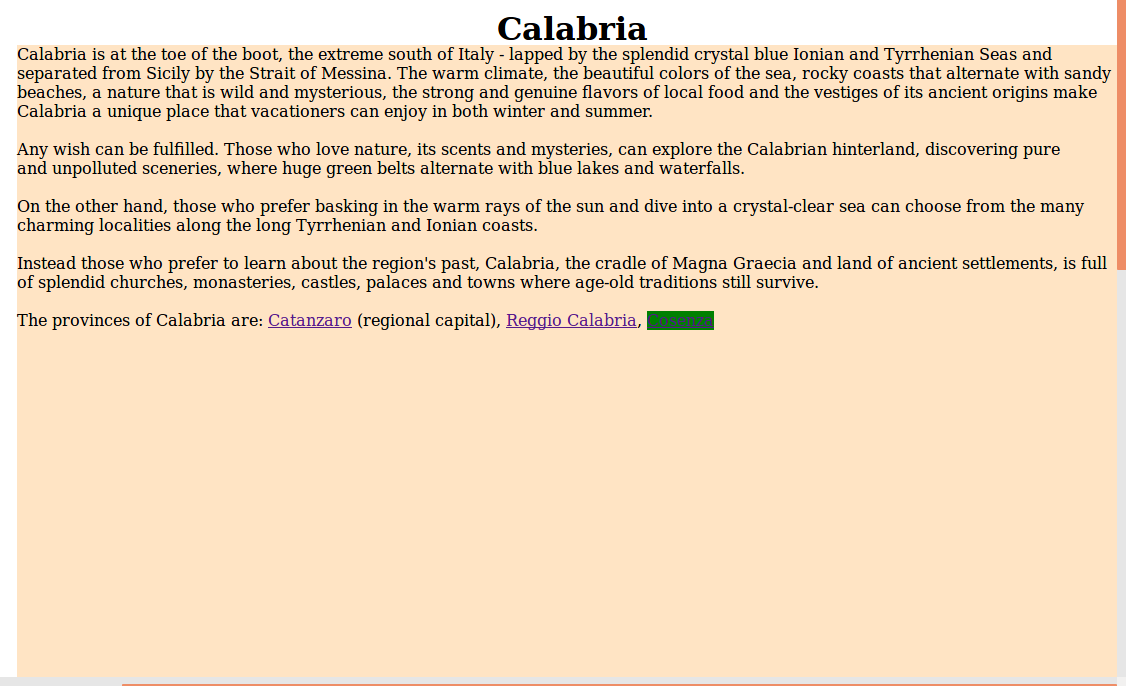 Calabria
Calabria is at the toe of the boot, the extreme south of Italy - lapped by the splendid crystal blue Ionian and Tyrrhenian Seas and
separated from Sicily by the Strait of Messina. The warm climate, the beautiful colors of the sea, rocky coasts that alternate with sandy
beaches, a nature that is wild and mysterious, the strong and genuine flavors of local food and the vestiges of its ancient origins make
Calabria a unique place that vacationers can enjoy in both winter and summer.
Any wish can be fulfilled. Those who love nature, its scents and mysteries, can explore the Calabrian hinterland, discovering pure
and unpolluted sceneries, where huge green belts alternate with blue lakes and waterfalls.
On the other hand, those who prefer basking in the warm rays of the sun and dive into a crystal-clear sea can choose from the many
charming localities along the long Tyrrhenian and Ionian coasts.
Instead those who prefer to learn about the region's past, Calabria, the cradle of Magna Graecia and land of ancient settlements, is full
of splendid churches, monasteries, castles, palaces and towns where age-old traditions still survive.
The provinces of Calabria are: Catanzaro (regional capital), Reggio Calabria, Cosenza